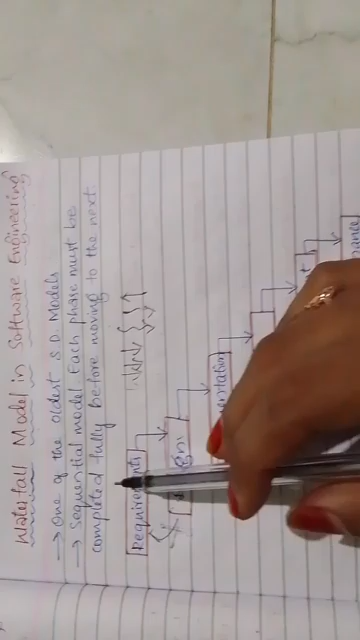 Waterfall Model in Software Engineering
→ One of the oldest S.D. Models
→ Sequential model. Each phase must be
completed fully before moving to the next.
Requirements